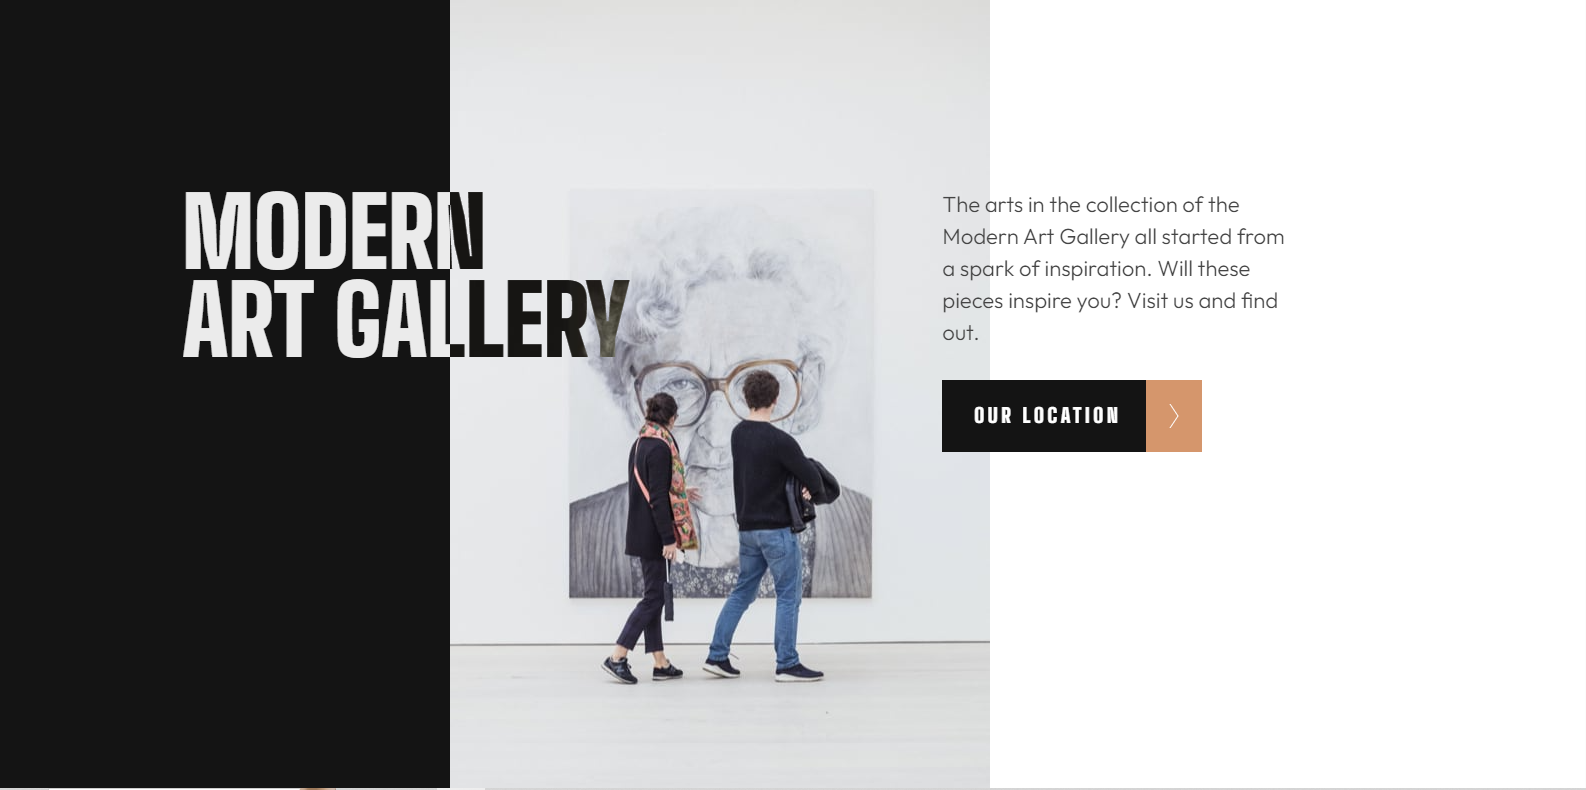 MODERN
ART GALLERY
The arts in the collection of the
Modern Art Gallery all started from
a spark of inspiration. Will these
pieces inspire you? Visit us and find
out.
OUR LOCATION